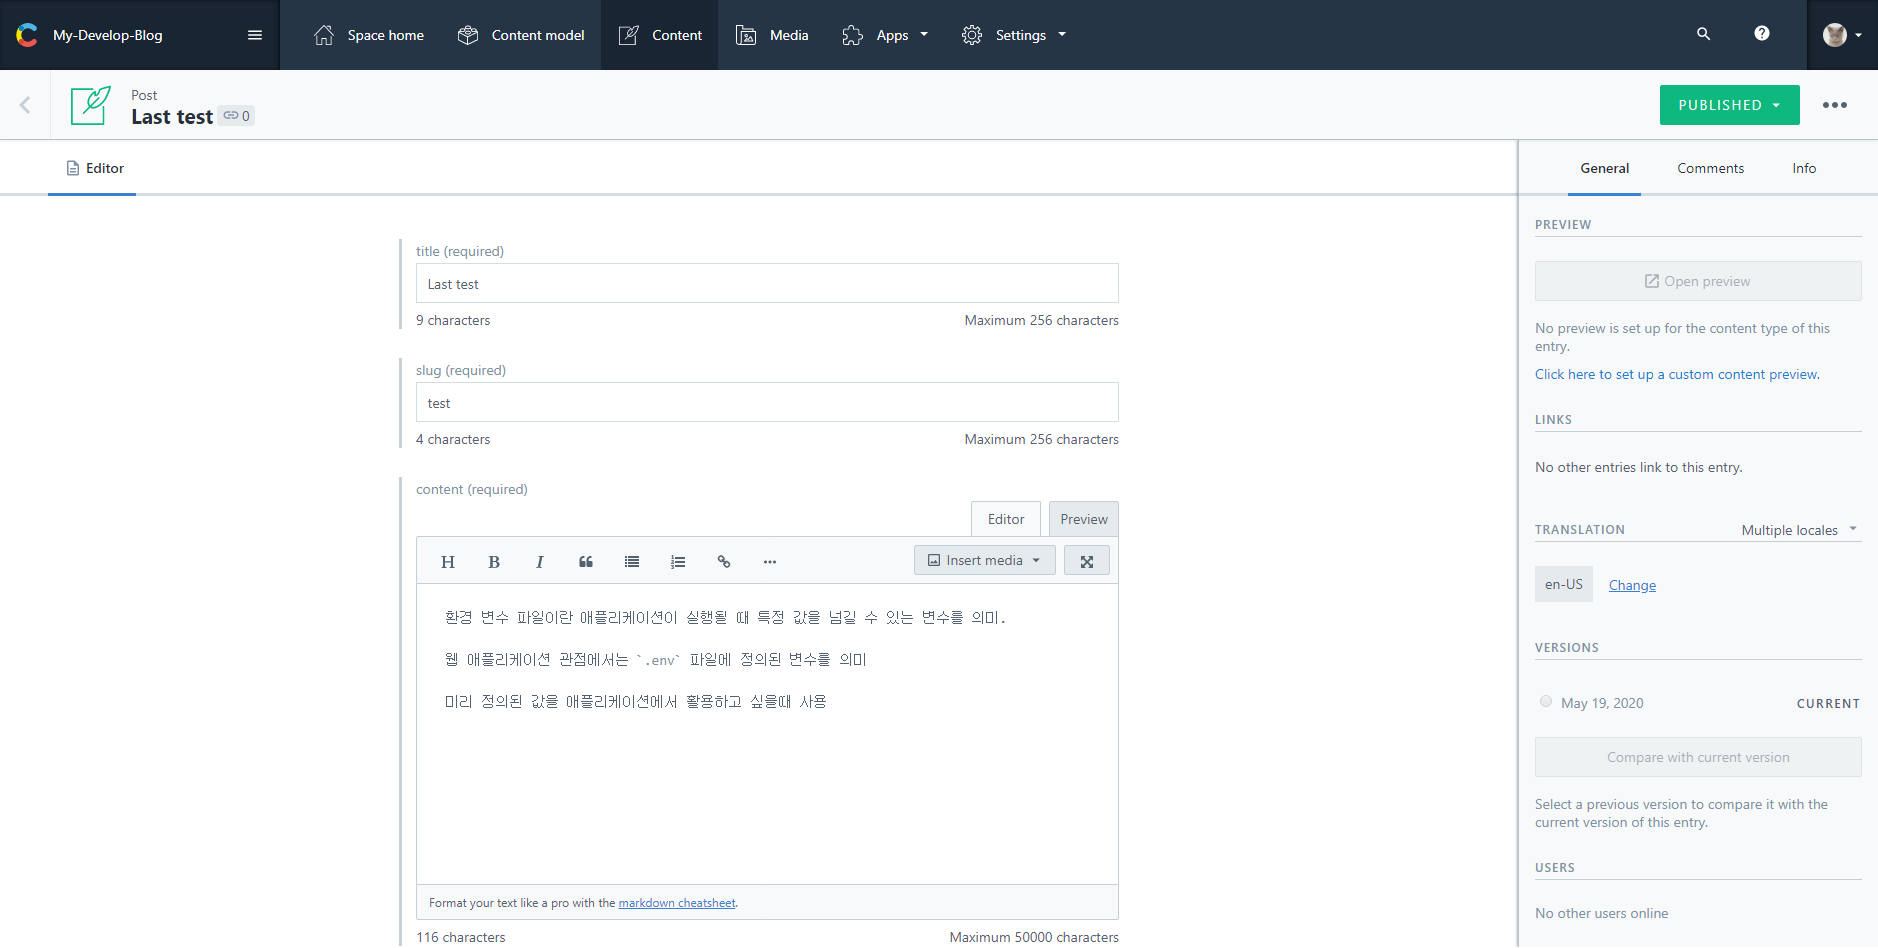 My-Develop-Blog
Space home
Content model
Content
Media
Apps
Settings
Post
Last test
0
PUBLISHED
Editor
General
Comments
Info
title (required)
Last test
9 characters
Maximum 256 characters
slug (required)
test
4 characters
Maximum 256 characters
content (required)
Editor
Preview
H B I
Insert media
환경 변수 파일이란 애플리케이션이 실행될 때 특정 값을 넘길 수 있는 변수를 의미.
웹 애플리케이션 관점에서는 `.env` 파일에 정의된 변수를 의미
미리 정의된 값을 애플리케이션에서 활용하고 싶을때 사용
Format your text like a pro with the markdown cheatsheet.
116 characters
Maximum 50000 characters
PREVIEW
Open preview
No preview is set up for the content type of this
entry.
Click here to set up a custom content preview.
LINKS
No other entries link to this entry.
TRANSLATION
Multiple locales
en-US
Change
VERSIONS
May 19, 2020
CURRENT
Compare with current version
Select a previous version to compare it with the
current version of this entry.
USERS
No other users online